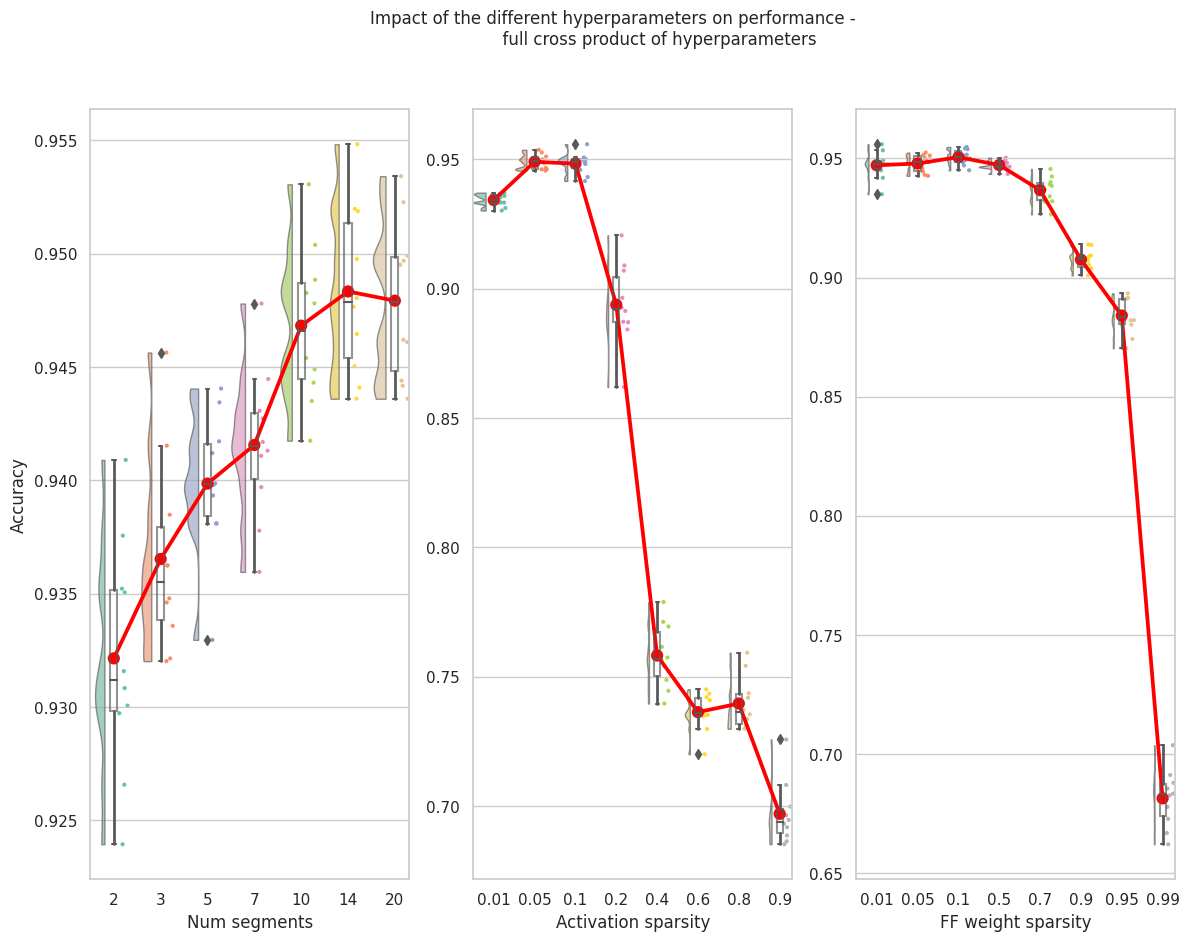 Impact of the different hyperparameters on performance -
full cross product of hyperparameters
Accuracy
0.955
0.950
0.945
0.940
0.935
0.930
0.925
2 3 5 7 10 14 20
Num segments
0.95
0.90
0.85
0.80
0.75
0.70
0.01 0.05 0.1 0.2 0.4 0.6 0.8 0.9
Activation sparsity
0.95
0.90
0.85
0.80
0.75
0.70
0.65
0.01 0.05 0.1 0.5 0.7 0.9 0.95 0.99
FF weight sparsity